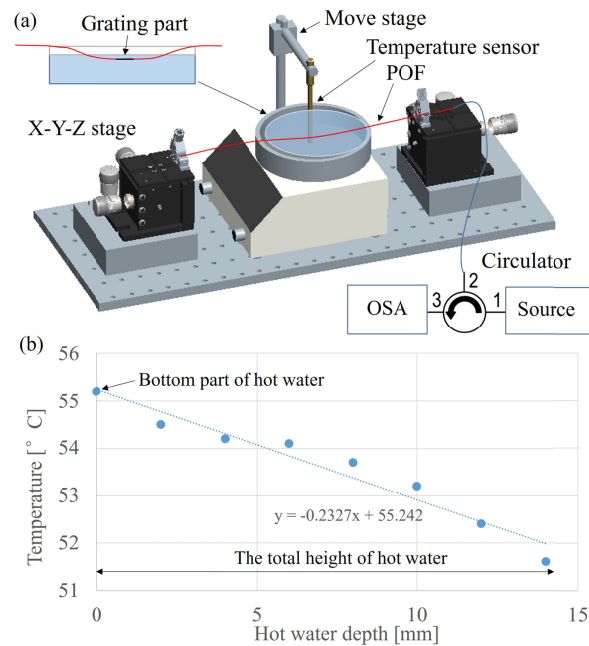 (a)
Grating part
Move stage
Temperature sensor
POF
X-Y-Z stage
Circulator
2
OSA
3
1
Source
(b)
56
55
54
53
52
51
Temperature [° C]
Bottom part of hot water
y = -0.2327x + 55.242
The total height of hot water
0
5
10
15
Hot water depth [mm]